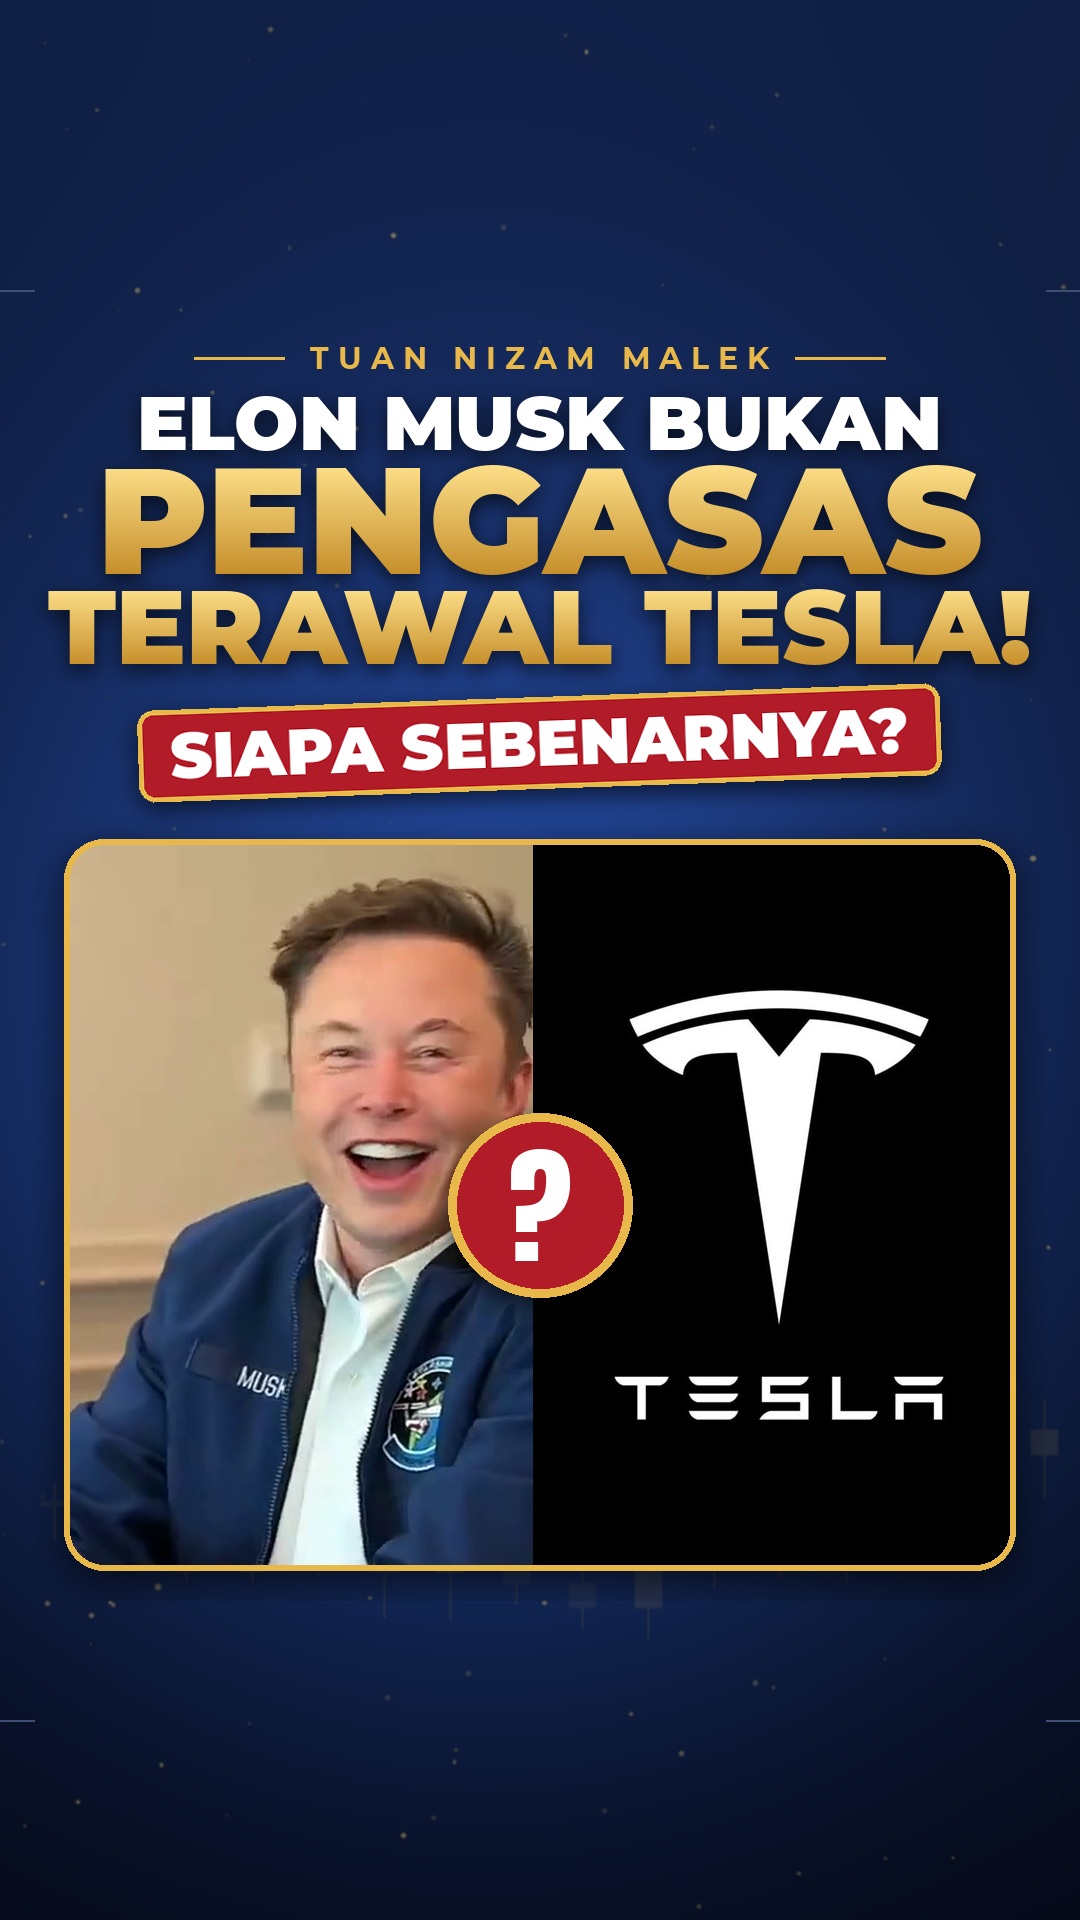 TUAN NIZAM MALEK
ELON MUSK BUKAN
PENGASAS
TERAWAL TESLA!
SIAPA SEBENARNYA?
?
MUSK
TESLA